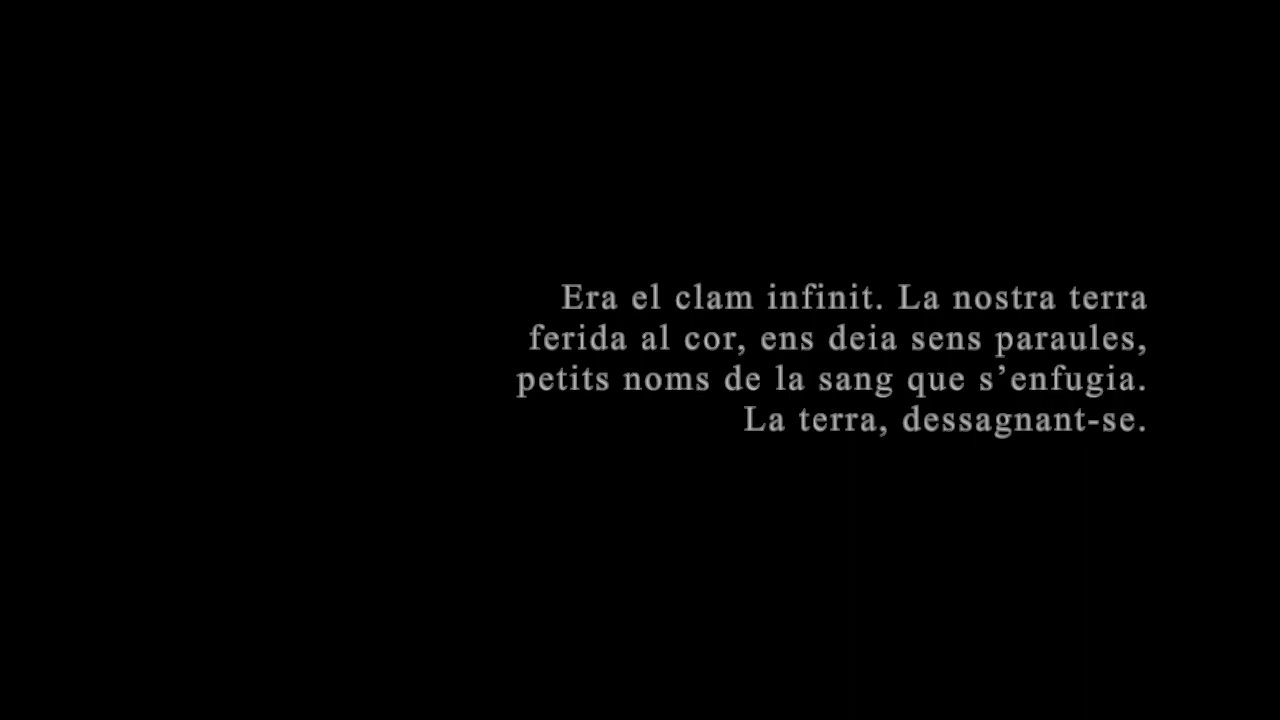 Era el clam infinit. La nostra terra
ferida al cor, ens deia sens paraules,
petits noms de la sang que s’enfugia.
La terra, dessagnant-se.